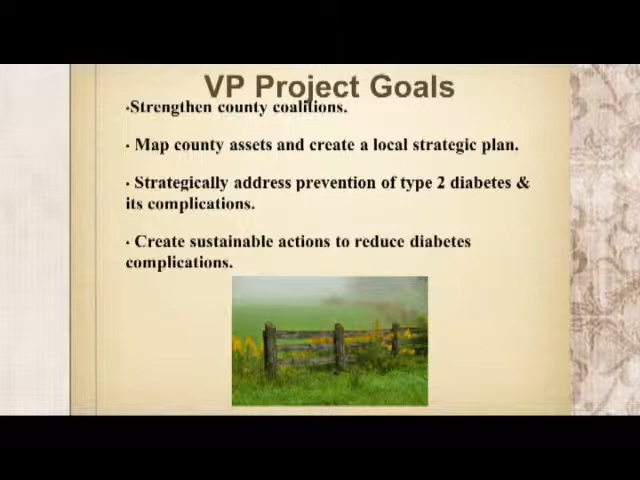 VP Project Goals
•Strengthen county coalitions.
• Map county assets and create a local strategic plan.
• Strategically address prevention of type 2 diabetes &
its complications.
• Create sustainable actions to reduce diabetes
complications.